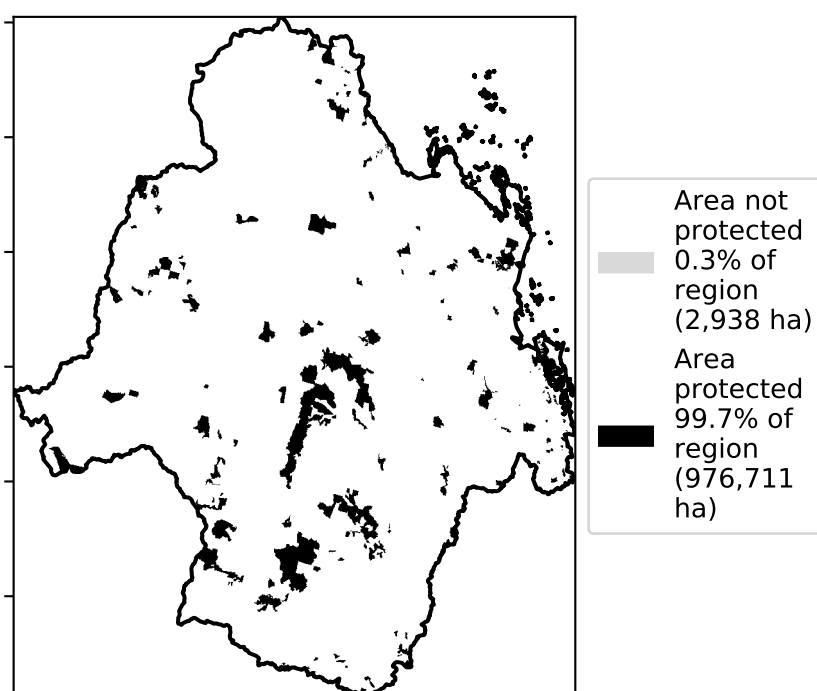 Area not
protected
0.3% of
region
(2,938 ha)
Area
protected
99.7% of
region
(976,711
ha)